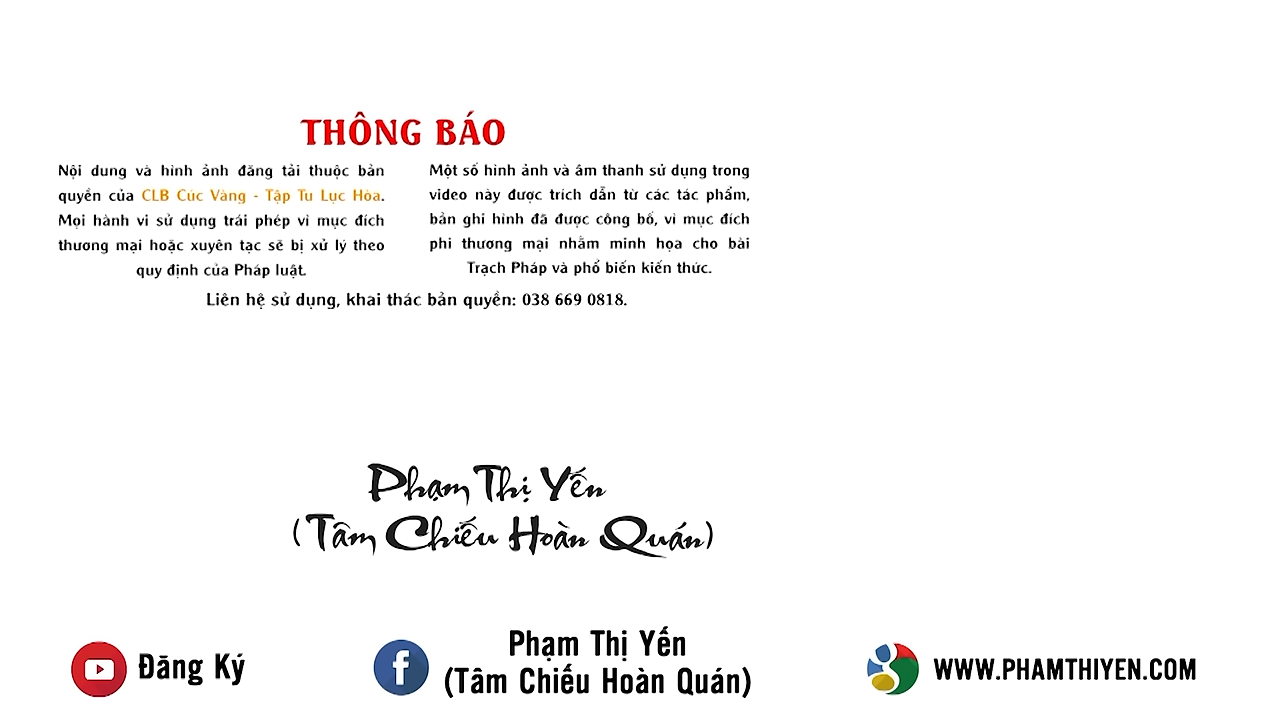 THÔNG BÁO
Nội dung và hình ảnh đăng tải thuộc bản
quyền của CLB Cúc Vàng - Tập Tu Lục Hòa.
Mọi hành vi sử dụng trái phép vì mục đích
thương mại hoặc xuyên tạc sẽ bị xử lý theo
quy định của Pháp luật.
Một số hình ảnh và âm thanh sử dụng trong
video này được trích dẫn từ các tác phẩm,
bản ghi hình đã được công bố, vì mục đích
phi thương mại nhằm minh họa cho bài
Trạch Pháp và phổ biến kiến thức.
Liên hệ sử dụng, khai thác bản quyền: 038 669 0818.
Phạm Thị Yến
(Tâm Chiếu Hoàn Quán)
Đăng Ký
Phạm Thị Yến
(Tâm Chiếu Hoàn Quán)
WWW.PHAMTHIYEN.COM